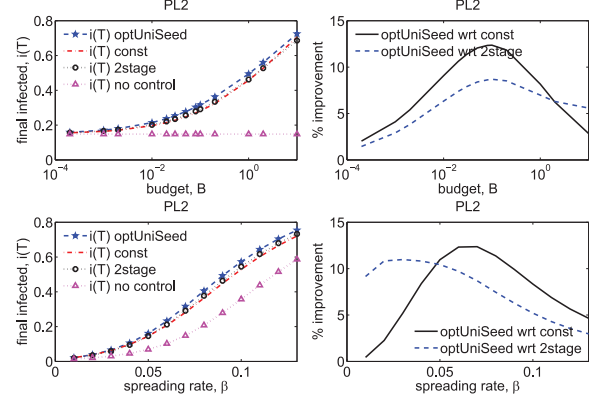 PL2
final infected, i(T)
0.8
0.6
0.4
0.2
0
i(T) optUniSeed
i(T) const
i(T) 2stage
i(T) no control
10^-4
10^-2
10^0
budget, B
PL2
% improvement
15
10
5
0
optUniSeed wrt const
optUniSeed wrt 2stage
10^-4
10^-2
10^0
budget, B
PL2
final infected, i(T)
0.8
0.6
0.4
0.2
0
i(T) optUniSeed
i(T) const
i(T) 2stage
i(T) no control
0.05
0.1
spreading rate, β
PL2
% improvement
15
10
5
0
optUniSeed wrt const
optUniSeed wrt 2stage
0
0.05
0.1
spreading rate, β